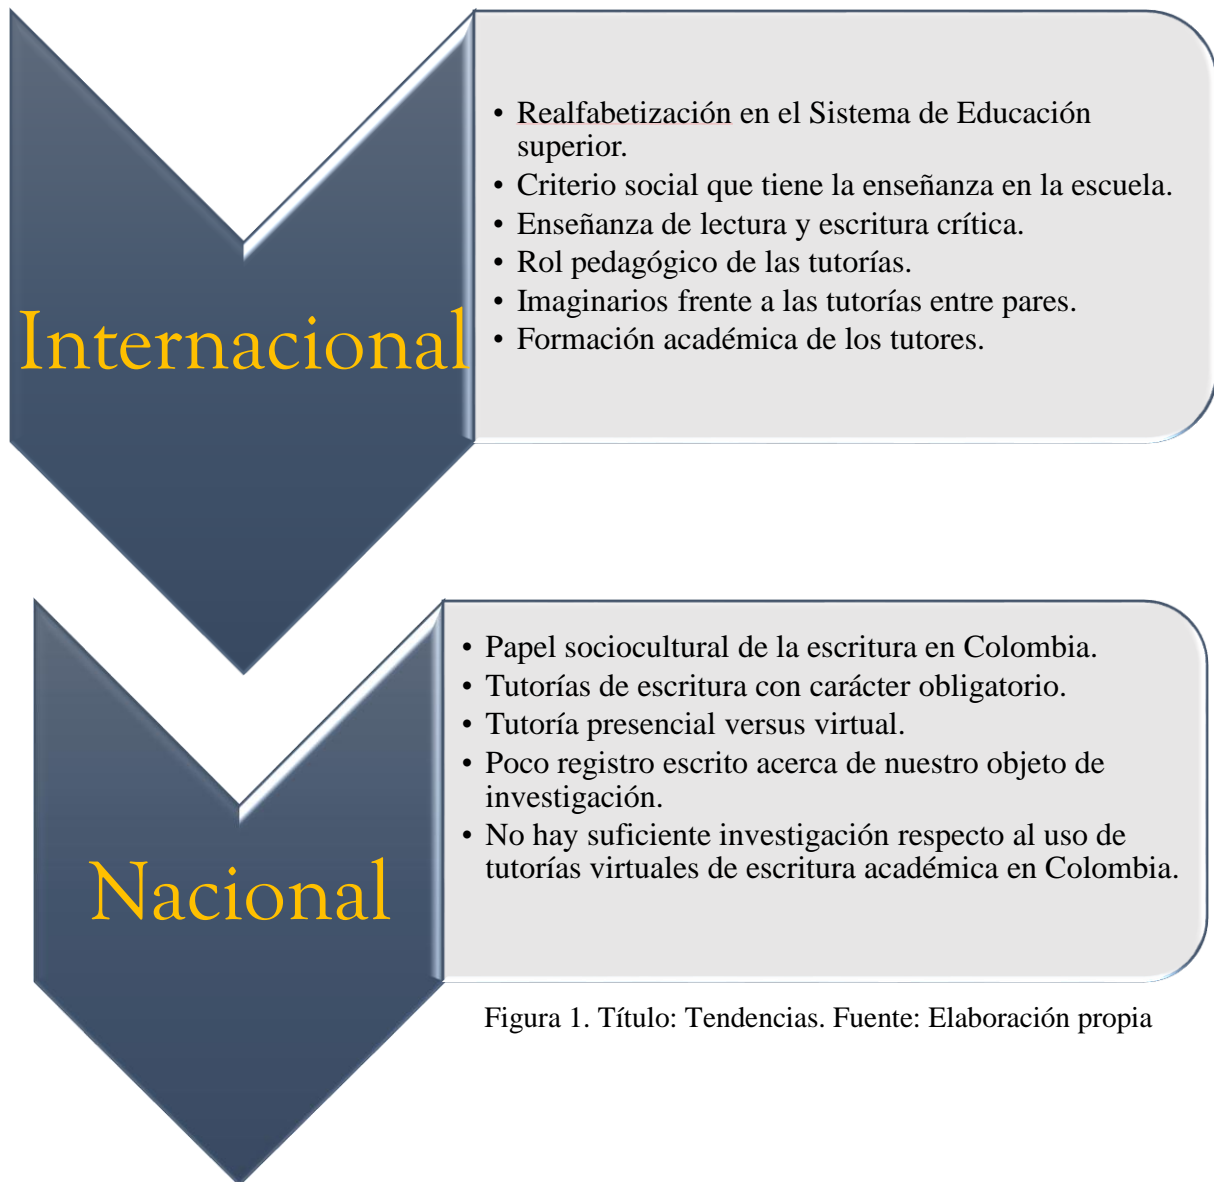 Internacional
• Realfabetización en el Sistema de Educación
superior.
• Criterio social que tiene la enseñanza en la escuela.
• Enseñanza de lectura y escritura crítica.
• Rol pedagógico de las tutorías.
• Imaginarios frente a las tutorías entre pares.
• Formación académica de los tutores.
Nacional
• Papel sociocultural de la escritura en Colombia.
• Tutorías de escritura con carácter obligatorio.
• Tutoría presencial versus virtual.
• Poco registro escrito acerca de nuestro objeto de
investigación.
• No hay suficiente investigación respecto al uso de
tutorías virtuales de escritura académica en Colombia.
Figura 1. Título: Tendencias. Fuente: Elaboración propia